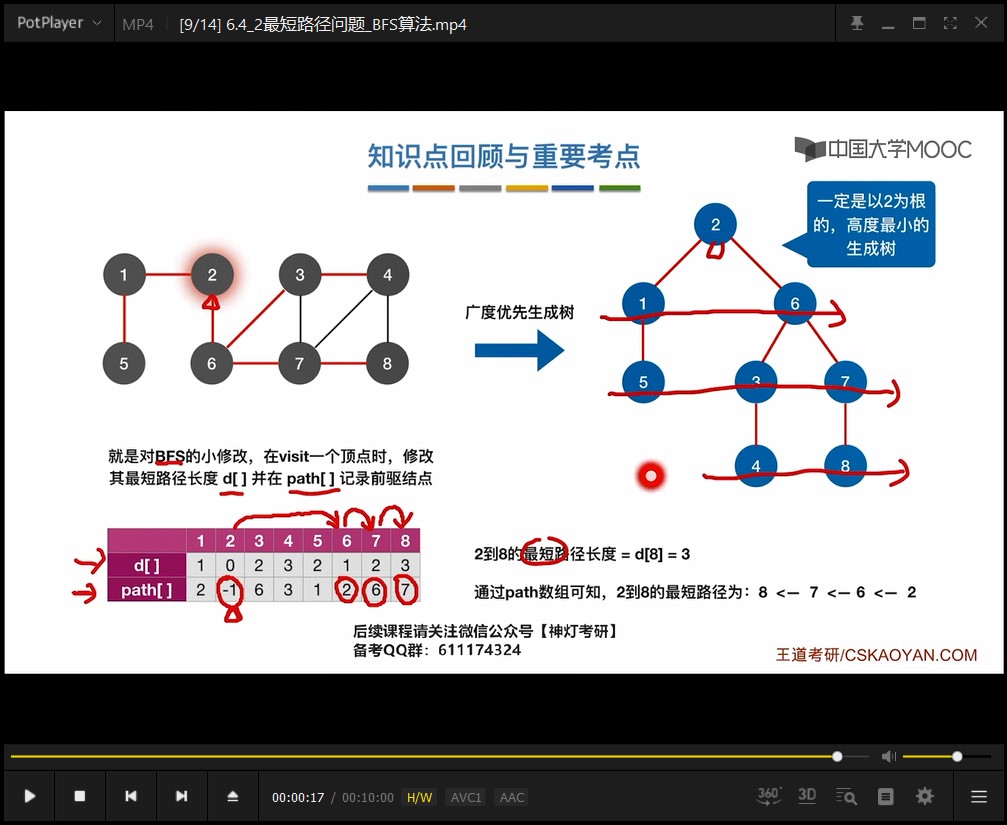 PotPlayer MP4 [9/14] 6.4_2最短路径问题_BFS算法.mp4
知识点回顾与重要考点
中国大学MOOC
一定是以2为根
的，高度最小的
生成树
1 2 3 4
5 6 7 8
广度优先生成树
2
1 6
5 3 7
4 8
就是对BFS的小修改，在visit一个顶点时，修改
其最短路径长度 d[ ] 并在 path[ ] 记录前驱结点
1 2 3 4 5 6 7 8
d[ ] 1 0 2 3 2 1 2 3
path[ ] 2 -1 6 3 1 2 6 7
2到8的最短路径长度 = d[8] = 3
通过path数组可知，2到8的最短路径为：8 <— 7 <— 6 <— 2
后续课程请关注微信公众号【神灯考研】
备考QQ群：611174324
王道考研/CSKAOYAN.COM
00:00:17 / 00:10:00 H/W AVC1 AAC 360° 3D